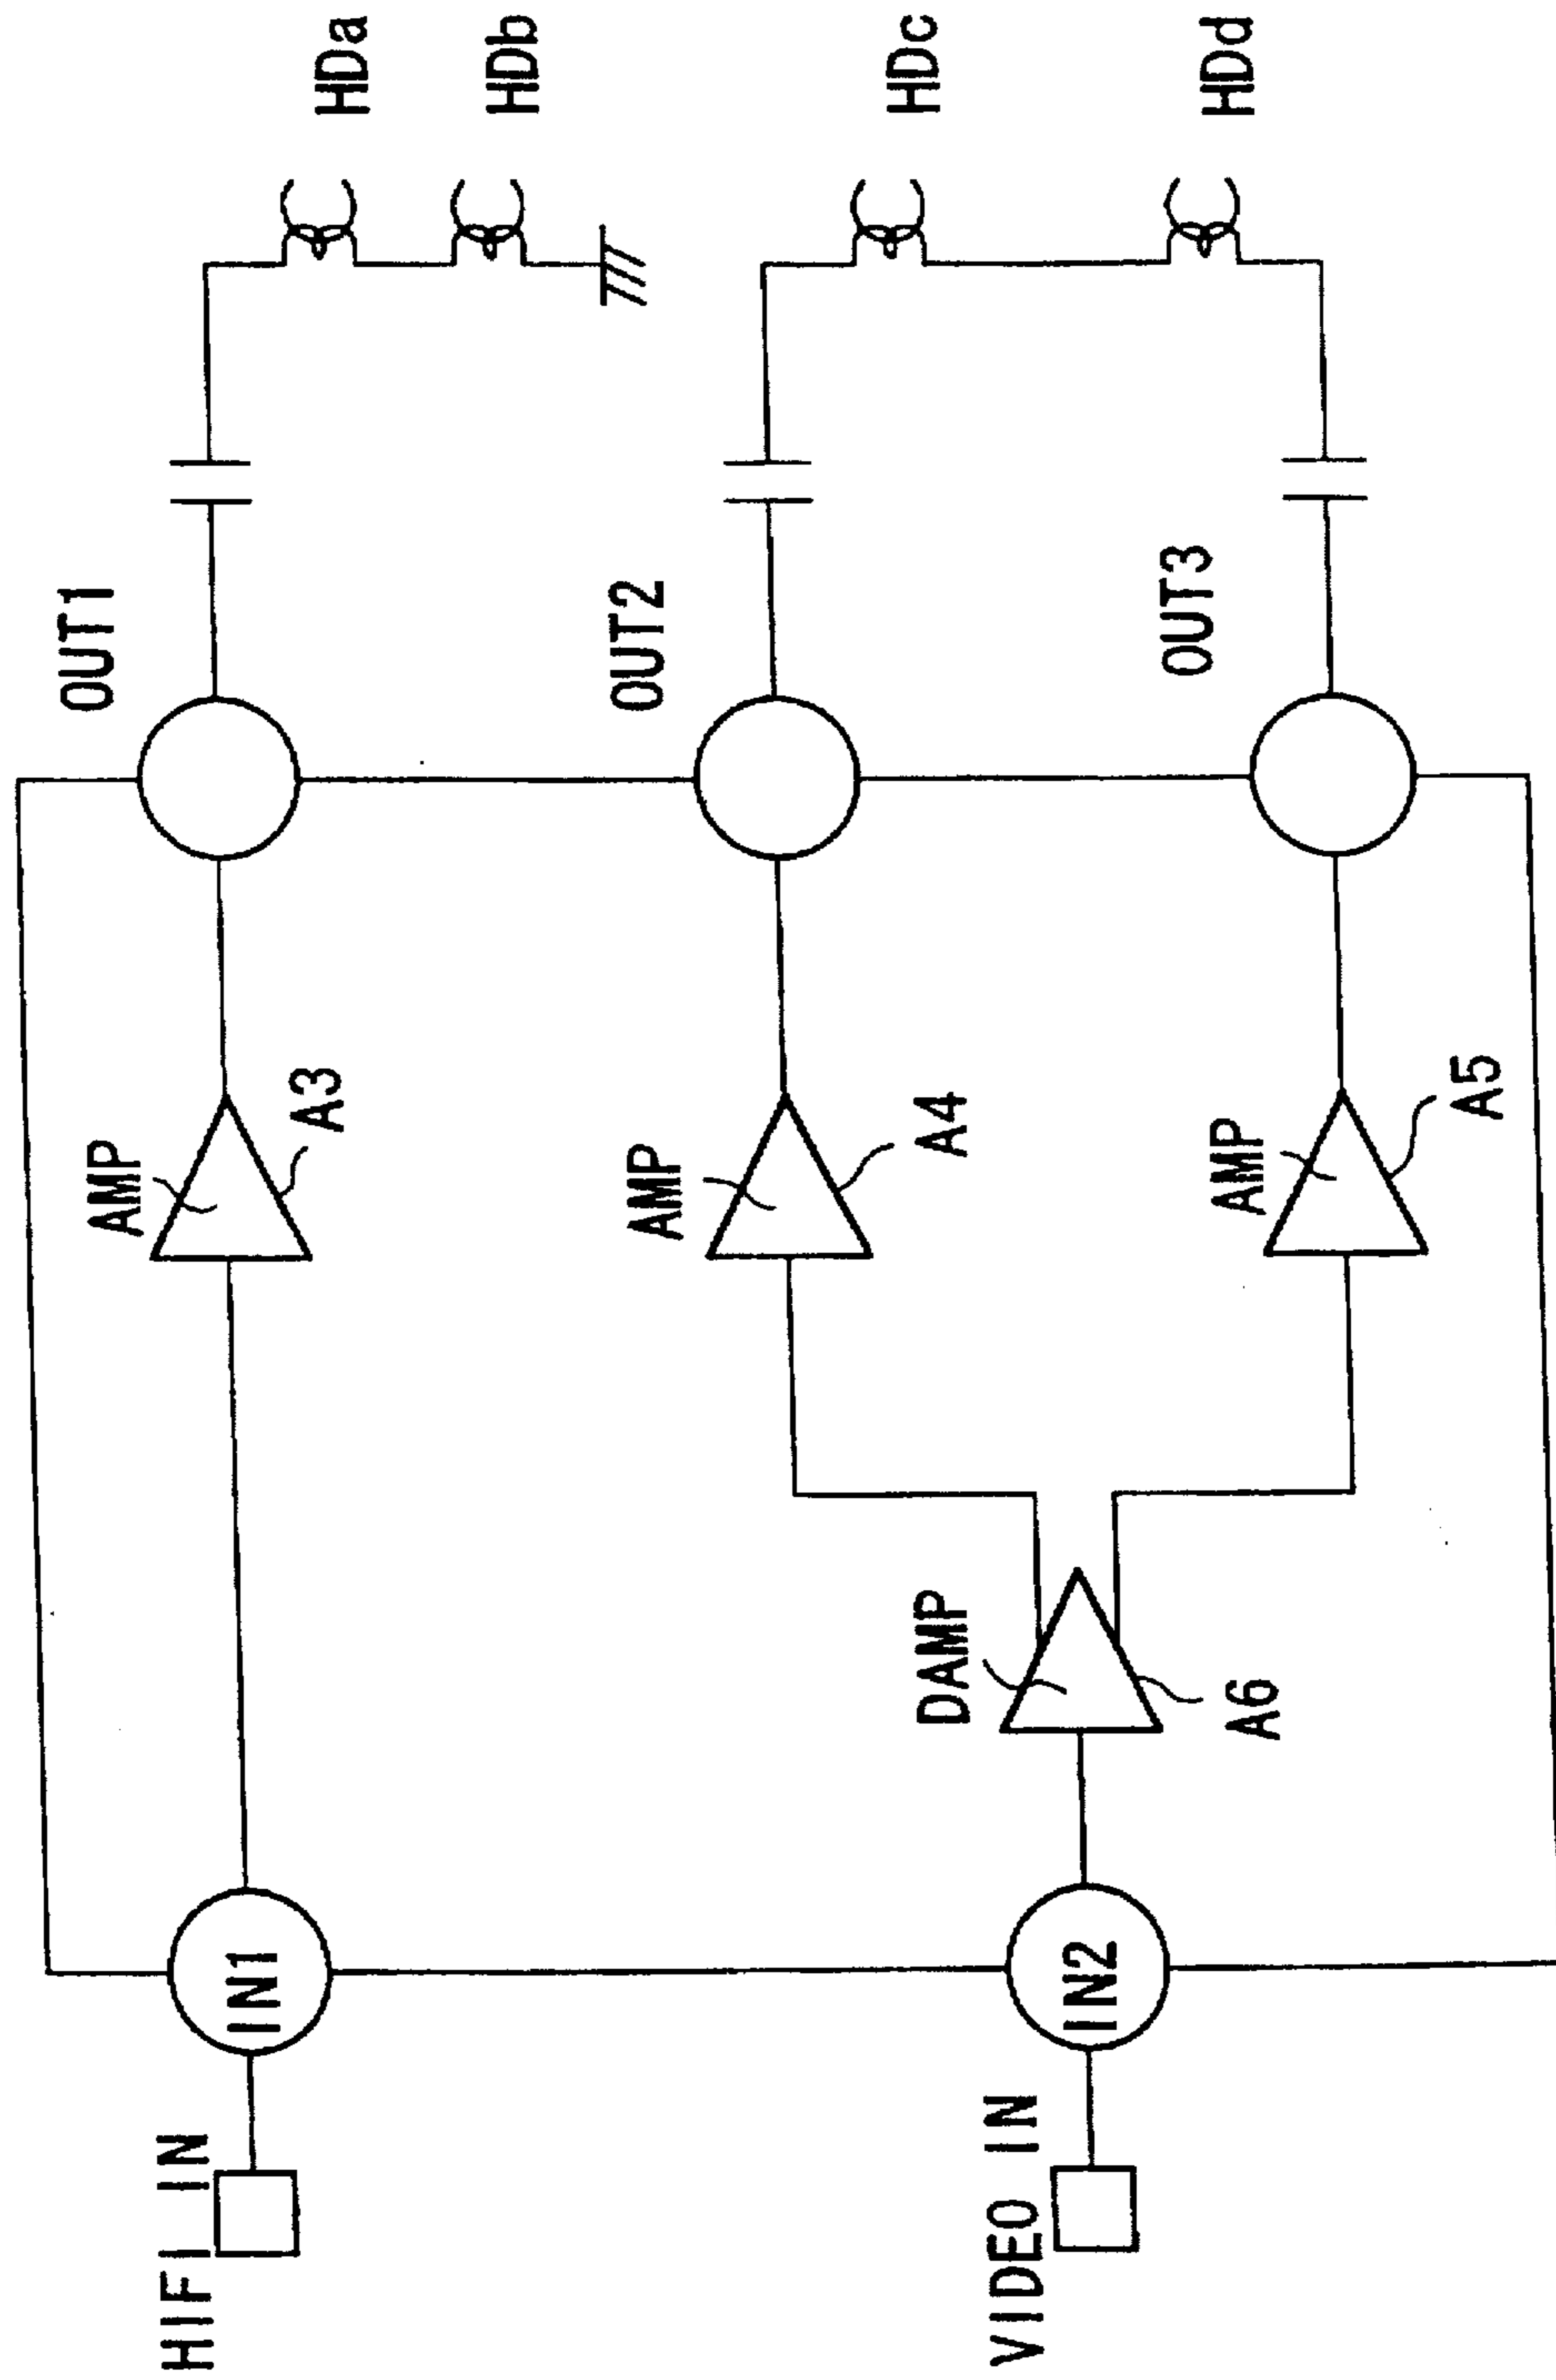 HIFI IN
IN1
AMP
A3
OUT1
HDa
HDb
VIDEO IN
IN2
DAMP
A6
AMP
A4
OUT2
HDc
AMP
A5
OUT3
HDd